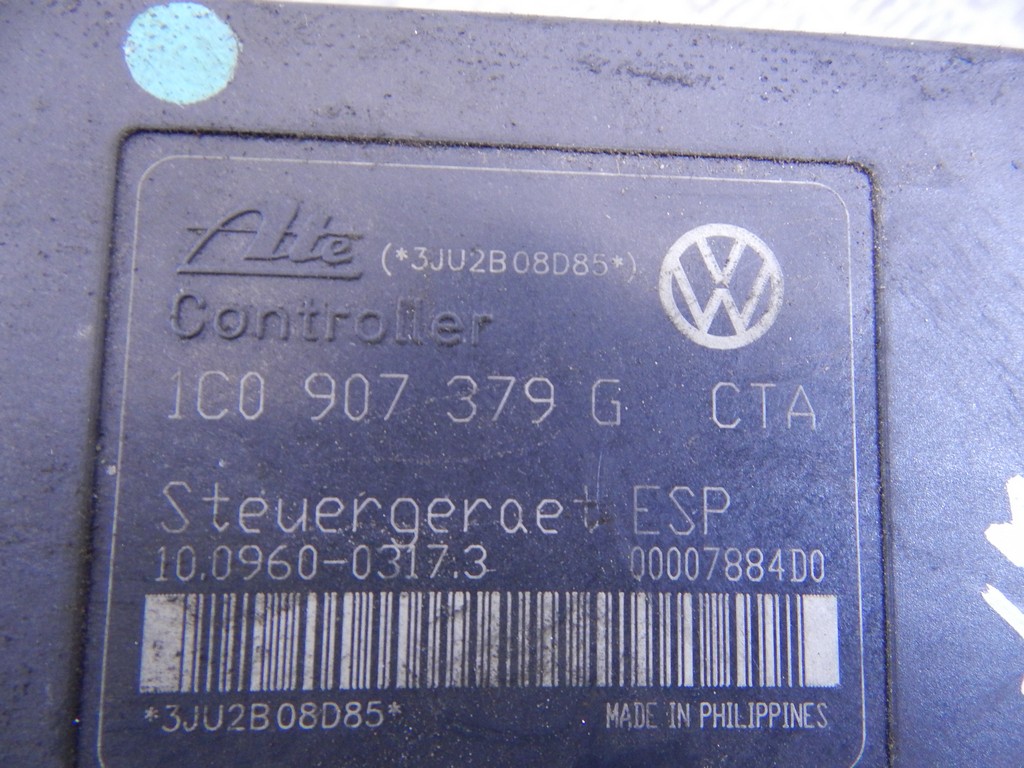 Ate (*3JU2B08D85*)
Controller
1C0 907 379 G CTA
Steuergeraet ESP
10.0960-0317.3 00007884D0
*3JU2B08D85* MADE IN PHILIPPINES